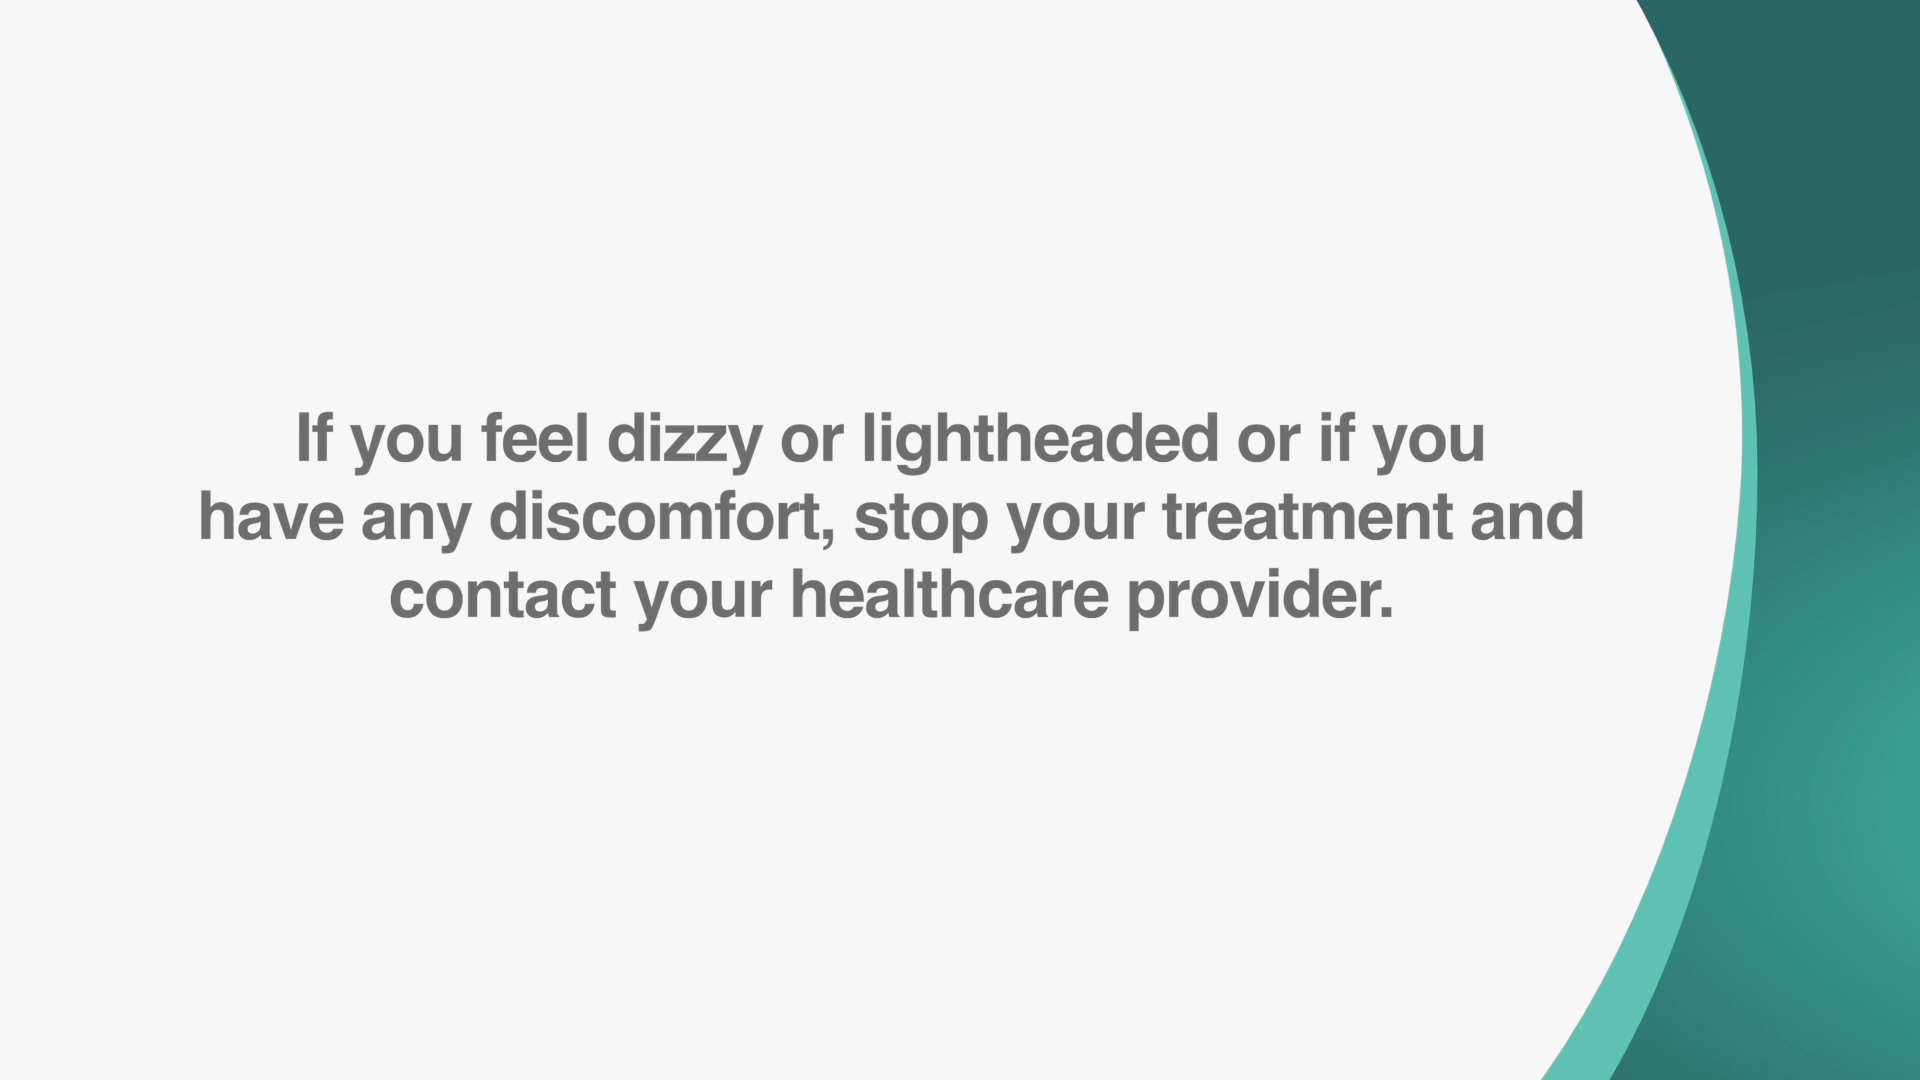 If you feel dizzy or lightheaded or if you
have any discomfort, stop your treatment and
contact your healthcare provider.